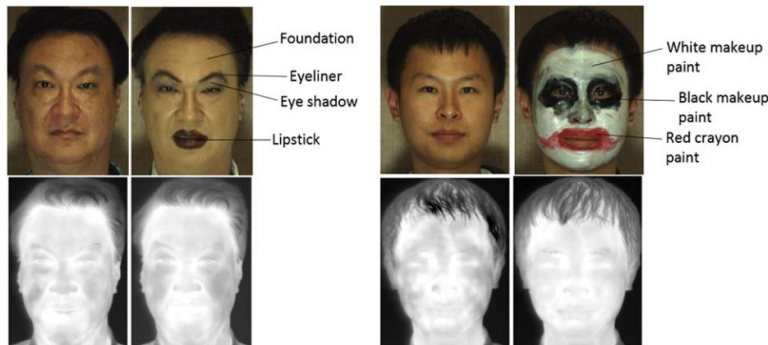 Foundation
Eyeliner
Eye shadow
Lipstick
White makeup
paint
Black makeup
paint
Red crayon
paint